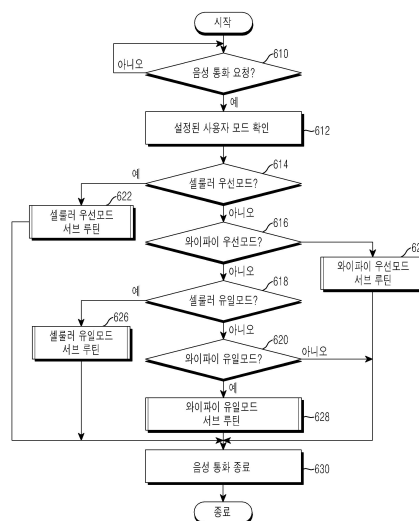 시작
610
아니오
음성 통화 요청?
예
설정된 사용자 모드 확인
612
614
예
셀룰러 우선모드?
622
아니오
616
셀룰러 우선모드
서브 루틴
와이파이 우선모드?
62
아니오
618
와이파이 우선모드
서브 루틴
예
셀룰러 유일모드?
626
아니오
620
셀룰러 유일모드
서브 루틴
와이파이 유일모드?
아니오
예
와이파이 유일모드
서브 루틴
628
음성 통화 종료
630
종료